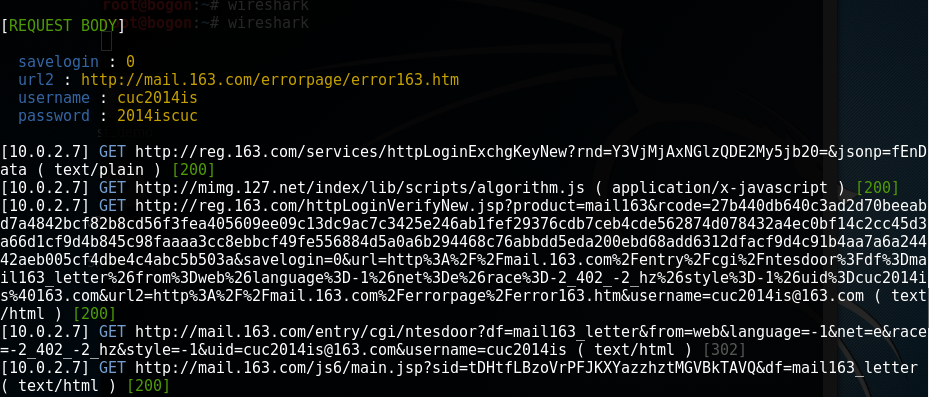 root@bogon:~# wireshark
root@bogon:~# wireshark
[REQUEST BODY]
savelogin : 0
url2 : http://mail.163.com/errorpage/error163.htm
username : cuc2014is
password : 2014iscuc
[10.0.2.7] GET http://reg.163.com/services/httpLoginExchgKeyNew?rnd=Y3VjMjAxNGlzQDE2My5jb20=&jsonp=fEnD
ata ( text/plain ) [200]
[10.0.2.7] GET http://mimg.127.net/index/lib/scripts/algorithm.js ( application/x-javascript ) [200]
[10.0.2.7] GET http://reg.163.com/httpLoginVerifyNew.jsp?product=mail163&rcode=27b440db640c3ad2d70beeab
d7a4842bcf82b8cd56f3fea405609ee09c13dc9ac7c3425e246ab1fef29376cdb7ceb4cde562874d078432a4ec0bf14c2cc45d3
a66d1cf9d4b845c98faaaa3cc8ebbcf49fe556884d5a0a6b294468c76abbdd5eda200ebd68add6312dfacf9d4c91b4aa7a6a244
42aeb005cf4dbe4c4abc5b503a&savelogin=0&url=http%3A%2F%2Fmail.163.com%2Fentry%2Fcgi%2Fntesdoor%3Fdf%3Dma
il163_letter%26from%3Dweb%26language%3D-1%26net%3De%26race%3D-2_402_-2_hz%26style%3D-1%26uid%3Dcuc2014i
s%40163.com&url2=http%3A%2F%2Fmail.163.com%2Ferrorpage%2Ferror163.htm&username=cuc2014is@163.com ( text
/html ) [200]
[10.0.2.7] GET http://mail.163.com/entry/cgi/ntesdoor?df=mail163_letter&from=web&language=-1&net=e&race
=-2_402_-2_hz&style=-1&uid=cuc2014is@163.com&username=cuc2014is ( text/html ) [302]
[10.0.2.7] GET http://mail.163.com/js6/main.jsp?sid=tDHtfLBzoVrPFJKXYazzhztMGVBkTAVQ&df=mail163_letter
( text/html ) [200]